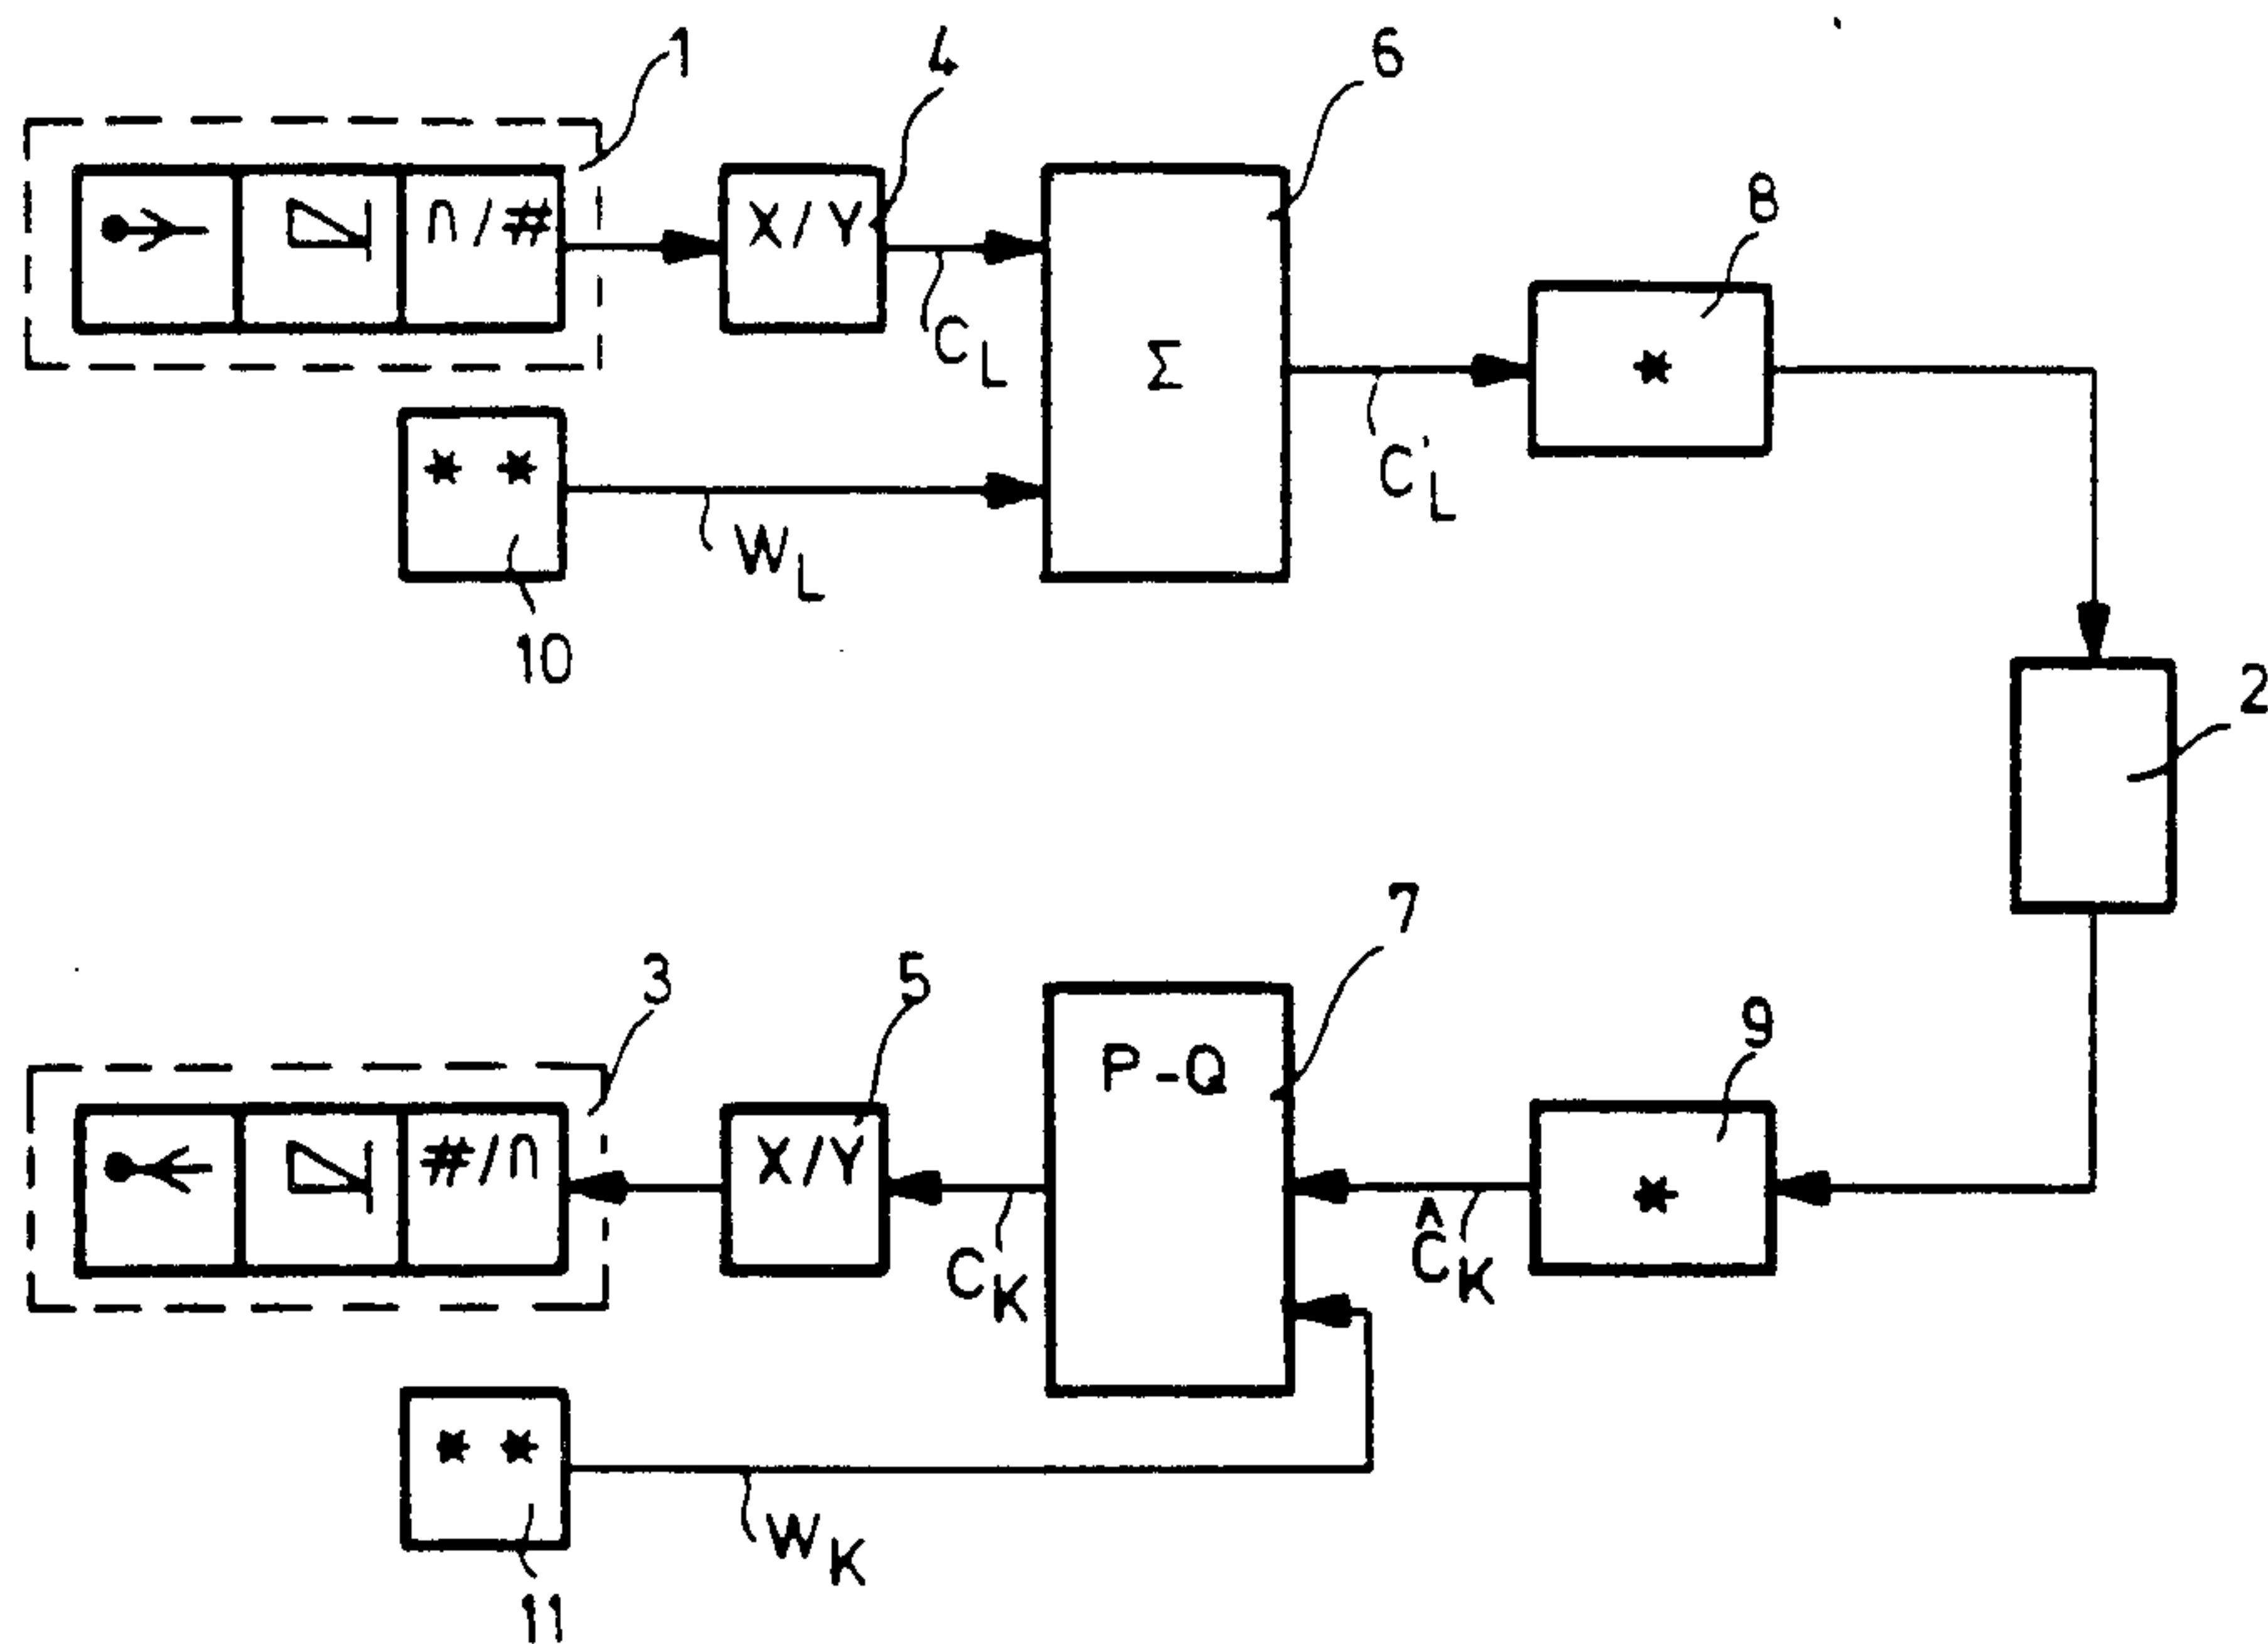 1
4
6
8
∩/#
X/Y
C_L
Σ
*
C'_L
* *
W_L
10
2
7
3
5
9
P-Q
#/∩
X/Y
C_K
Ĉ_K
*
* *
W_K
11